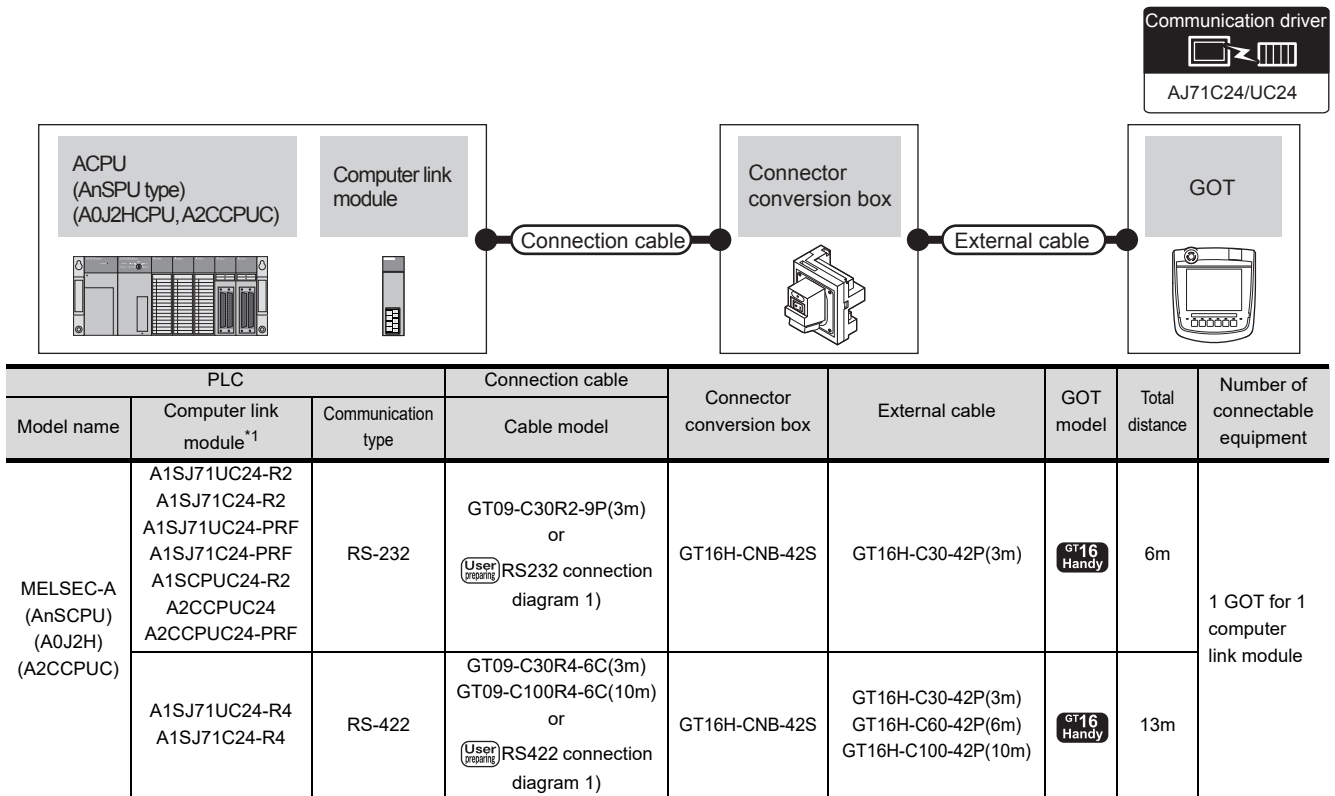 Communication driver
AJ71C24/UC24
ACPU
(AnSPU type)
(A0J2HCPU, A2CCPUC)
Computer link
module
Connection cable
Connector
conversion box
External cable
GOT
PLC
Connection cable
Connector
conversion box
External cable
GOT
model
Total
distance
Number of
connectable
equipment
Model name
Computer link
module*1
Communication
type
Cable model
MELSEC-A
(AnSCPU)
(A0J2H)
(A2CCPUC)
A1SJ71UC24-R2
A1SJ71C24-R2
A1SJ71UC24-PRF
A1SJ71C24-PRF
A1SCPUC24-R2
A2CCPUC24
A2CCPUC24-PRF
RS-232
GT09-C30R2-9P(3m)
or
User preparing RS232 connection
diagram 1)
GT16H-CNB-42S
GT16H-C30-42P(3m)
GT16
Handy
6m
1 GOT for 1
computer
link module
A1SJ71UC24-R4
A1SJ71C24-R4
RS-422
GT09-C30R4-6C(3m)
GT09-C100R4-6C(10m)
or
User preparing RS422 connection
diagram 1)
GT16H-CNB-42S
GT16H-C30-42P(3m)
GT16H-C60-42P(6m)
GT16H-C100-42P(10m)
GT16
Handy
13m